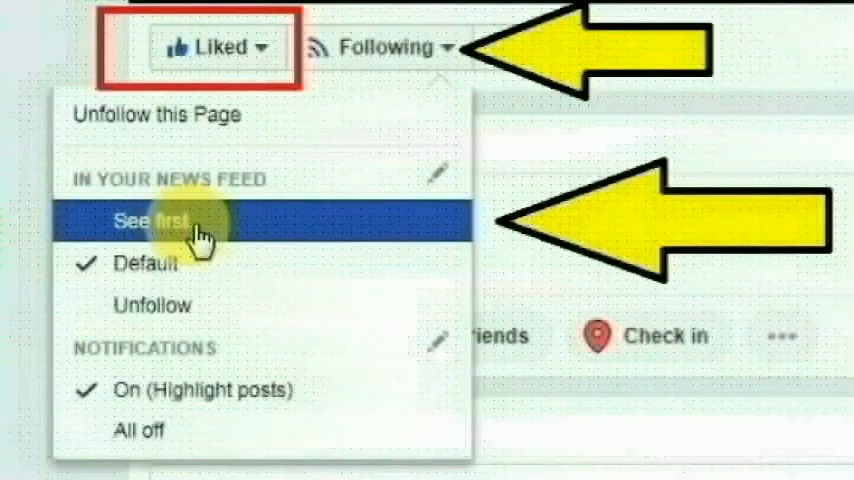 Liked Following
Unfollow this Page
IN YOUR NEWS FEED
See first
Default
Unfollow
NOTIFICATIONS
riends Check in
On (Highlight posts)
All off